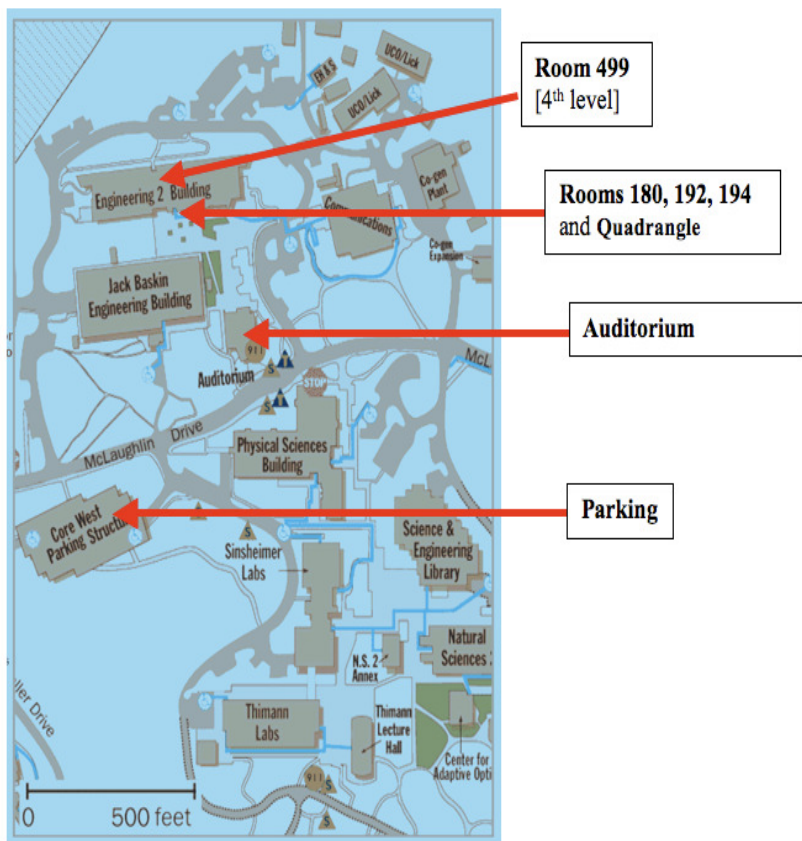 UCO/Lick
EH & S
UCO/Lick
Room 499
[4th level]
Engineering 2 Building
Communications
Co-gen
Plant
Rooms 180, 192, 194
and Quadrangle
Co-gen
Expansion
Jack Baskin
Engineering Building
911
Auditorium
S
T
Auditorium
STOP
McL
S
T
McLaughlin Drive
Physical Sciences
Building
Core West
Parking Structu
S
Parking
Sinsheimer
Labs
Science &
Engineering
Library
N.S. 2
Annex
Natural
Sciences 2
ller Drive
Thimann
Labs
Thimann
Lecture
Hall
Center for
Adaptive Opti
911
S
S
0 500 feet